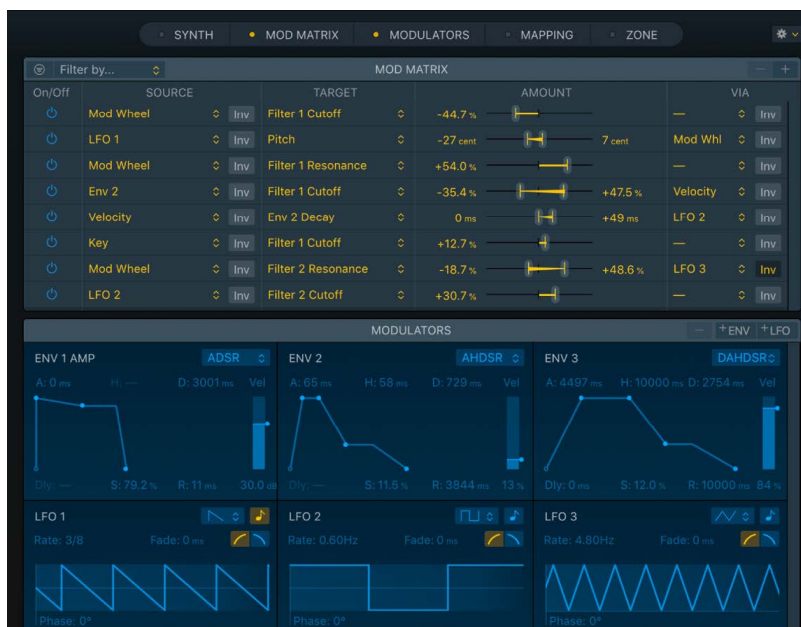 SYNTH MOD MATRIX MODULATORS MAPPING ZONE
Filter by... MOD MATRIX − +
On/Off SOURCE TARGET AMOUNT VIA
Mod Wheel Inv Filter 1 Cutoff -44.7 % — Inv
LFO 1 Inv Pitch -27 cent 7 cent Mod Whl Inv
Mod Wheel Inv Filter 1 Resonance +54.0 % — Inv
Env 2 Inv Filter 1 Cutoff -35.4 % +47.5 % Velocity Inv
Velocity Inv Env 2 Decay 0 ms +49 ms LFO 2 Inv
Key Inv Filter 1 Cutoff +12.7 % — Inv
Mod Wheel Inv Filter 2 Resonance -18.7 % +48.6 % LFO 3 Inv
LFO 2 Inv Filter 2 Cutoff +30.7 % — Inv
MODULATORS − +ENV +LFO
ENV 1 AMP ADSR ENV 2 AHDSR ENV 3 DAHDSR
A: 0 ms H: — D: 3001 ms Vel A: 65 ms H: 58 ms D: 729 ms Vel A: 4497 ms H: 10000 ms D: 2754 ms Vel
Dly: — S: 79.2 % R: 11 ms 30.0 dB Dly: — S: 11.5 % R: 3844 ms 13 % Dly: 0 ms S: 12.0 % R: 10000 ms 84 %
LFO 1 LFO 2 LFO 3
Rate: 3/8 Fade: 0 ms Rate: 0.60Hz Fade: 0 ms Rate: 4.80Hz Fade: 0 ms
Phase: 0° Phase: 0° Phase: 0°